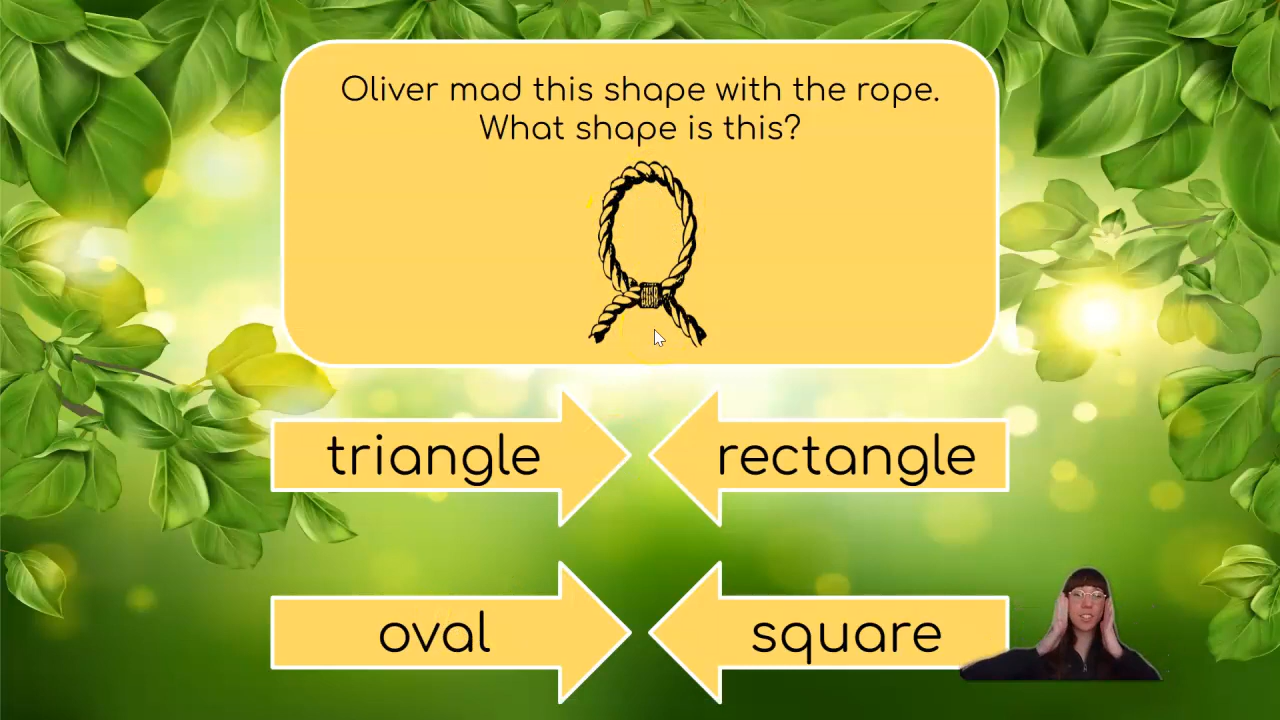 Oliver mad this shape with the rope.
What shape is this?
triangle
rectangle
oval
square